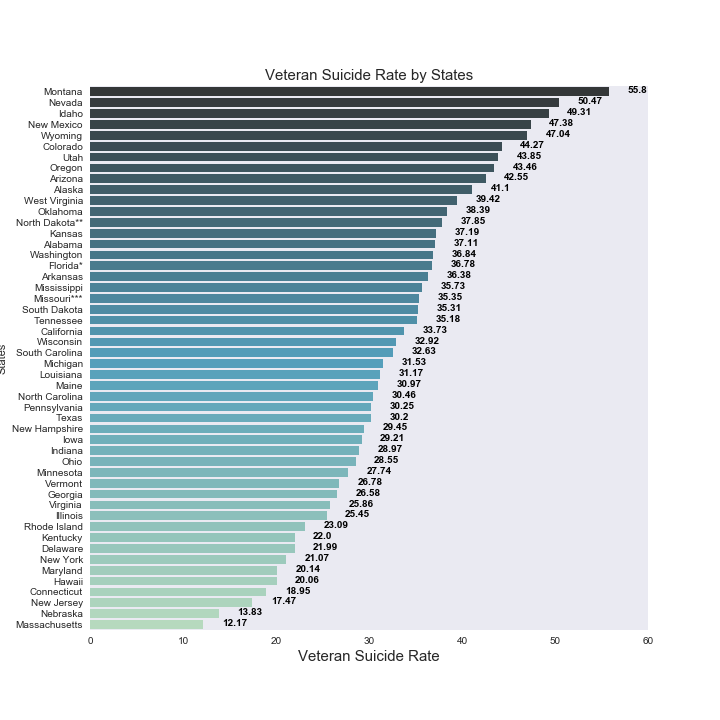 Veteran Suicide Rate by States
Montana 55.8
Nevada 50.47
Idaho 49.31
New Mexico 47.38
Wyoming 47.04
Colorado 44.27
Utah 43.85
Oregon 43.46
Arizona 42.55
Alaska 41.1
West Virginia 39.42
Oklahoma 38.39
North Dakota** 37.85
Kansas 37.19
Alabama 37.11
Washington 36.84
Florida* 36.78
Arkansas 36.38
Mississippi 35.73
Missouri*** 35.35
South Dakota 35.31
Tennessee 35.18
California 33.73
Wisconsin 32.92
South Carolina 32.63
Michigan 31.53
Louisiana 31.17
Maine 30.97
North Carolina 30.46
Pennsylvania 30.25
Texas 30.2
New Hampshire 29.45
Iowa 29.21
Indiana 28.97
Ohio 28.55
Minnesota 27.74
Vermont 26.78
Georgia 26.58
Virginia 25.86
Illinois 25.45
Rhode Island 23.09
Kentucky 22.0
Delaware 21.99
New York 21.07
Maryland 20.14
Hawaii 20.06
Connecticut 18.95
New Jersey 17.47
Nebraska 13.83
Massachusetts 12.17
States
0 10 20 30 40 50 60
Veteran Suicide Rate